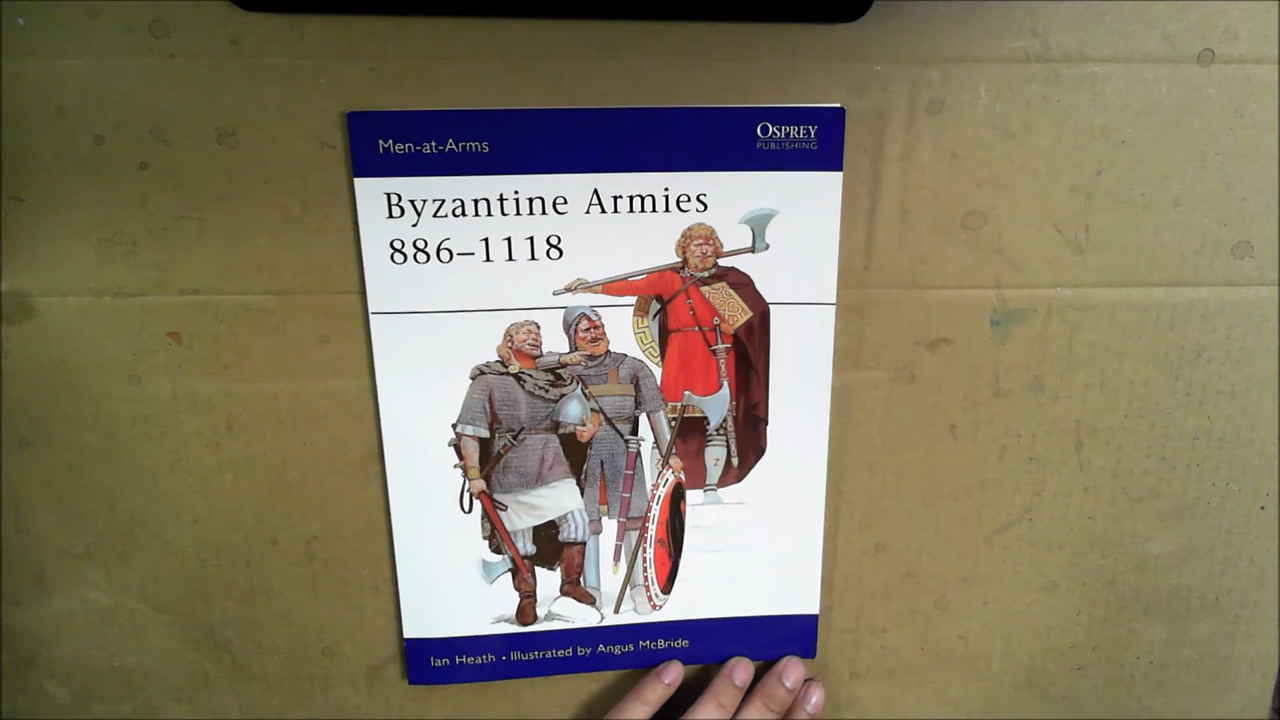 Men-at-Arms
OSPREY
PUBLISHING
Byzantine Armies
886–1118
Ian Heath • Illustrated by Angus McBride